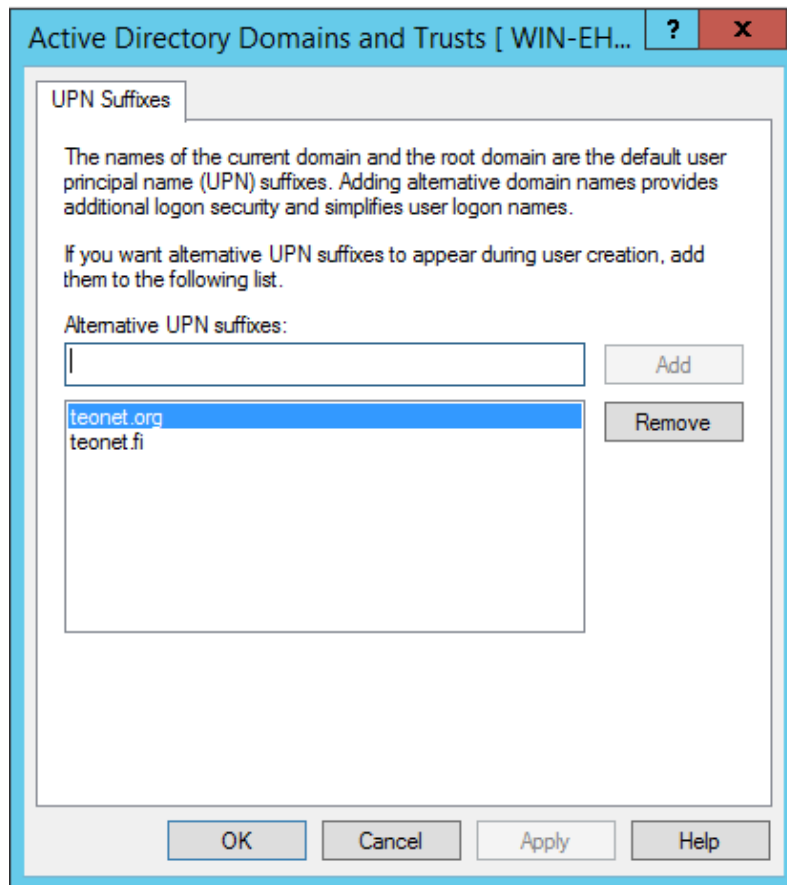 Active Directory Domains and Trusts [ WIN-EH... ? x
UPN Suffixes
The names of the current domain and the root domain are the default user
principal name (UPN) suffixes. Adding alternative domain names provides
additional logon security and simplifies user logon names.
If you want alternative UPN suffixes to appear during user creation, add
them to the following list.
Alternative UPN suffixes:
Add
teonet.org
Remove
teonet.fi
OK Cancel Apply Help